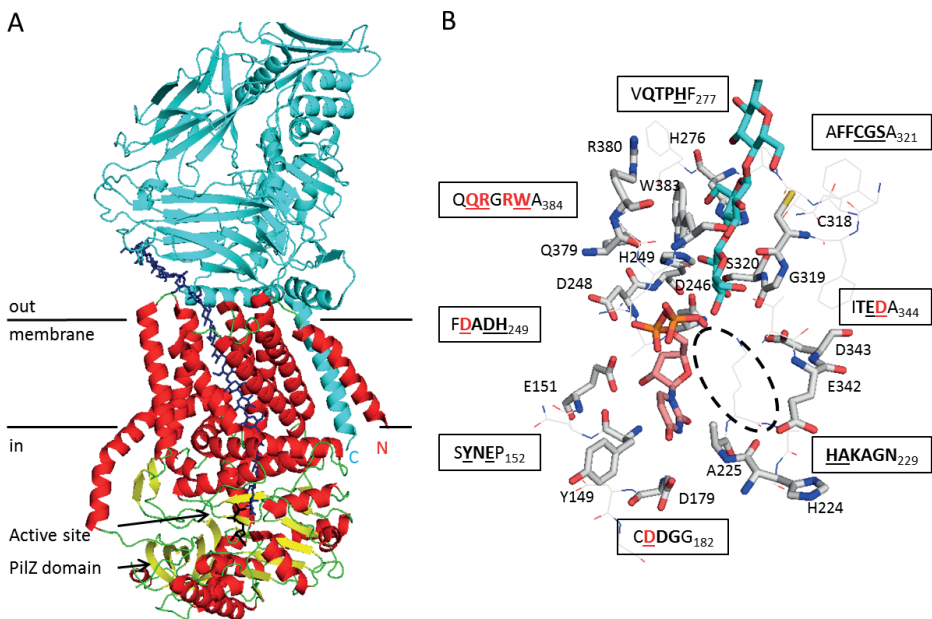 A
out
membrane
in
C
N
Active site
PilZ domain
B
VQTPHF277
AFFCGSA321
R380
H276
QQRGRWA384
W383
C318
Q379
H249
S320
G319
D248
D246
ITEDA344
FDADH249
D343
E151
E342
SYNEP152
HAKAGN229
A225
Y149
D179
H224
CDDGG182